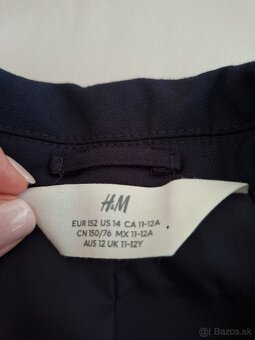 H&M
EUR 152 US 14 CA 11-12A
CN 150/76 MX 11-12A
AUS 12 UK 11-12Y
© Bazos.sk